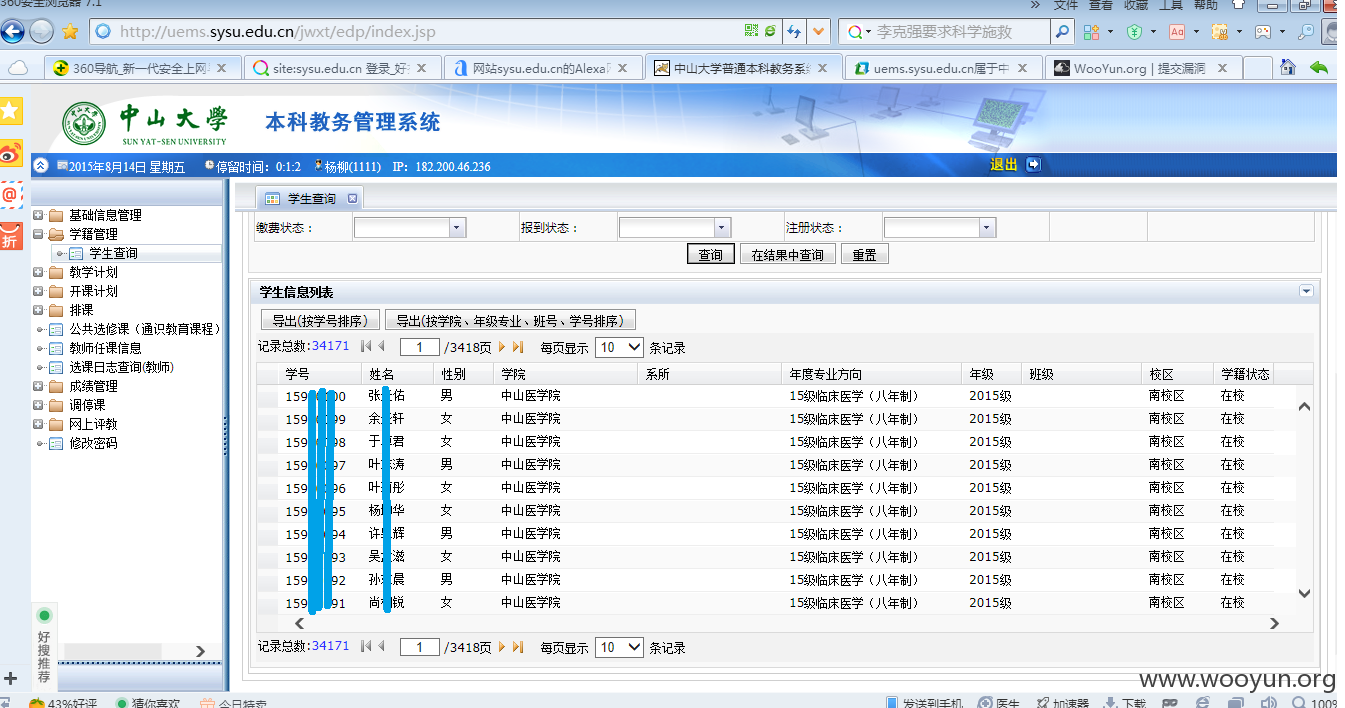 360安全浏览器 7.1
» 文件 查看 收藏 工具 帮助
http://uems.sysu.edu.cn/jwxt/edp/index.jsp
李克强要求科学施救
360导航_新一代安全上网 ×
site:sysu.edu.cn 登录_好 ×
网站sysu.edu.cn的Alexa ×
中山大学普通本科教务系 ×
uems.sysu.edu.cn属于中 ×
WooYun.org | 提交漏洞 ×
中山大學
SUN YAT-SEN UNIVERSITY
本科教务管理系统
2015年8月14日 星期五 停留时间: 0:1:2 杨柳(1111) IP: 182.200.46.236
退出
@
折
基础信息管理
学籍管理
学生查询
教学计划
开课计划
排课
公共选修课（通识教育课程）
教师任课信息
选课日志查询(教师)
成绩管理
调停课
网上评教
修改密码
好搜推荐
学生查询
缴费状态： 报到状态： 注册状态：
查询 在结果中查询 重置
学生信息列表
导出(按学号排序) 导出(按学院、年级专业、班号、学号排序)
记录总数:34171 1 /3418页 每页显示 10 条记录
学号 姓名 性别 学院 系所 年度专业方向 年级 班级 校区 学籍状态
159 00 张 佑 男 中山医学院 15级临床医学（八年制） 2015级 南校区 在校
159 99 余 轩 女 中山医学院 15级临床医学（八年制） 2015级 南校区 在校
159 98 于 君 女 中山医学院 15级临床医学（八年制） 2015级 南校区 在校
159 97 叶 涛 男 中山医学院 15级临床医学（八年制） 2015级 南校区 在校
159 96 叶 彤 女 中山医学院 15级临床医学（八年制） 2015级 南校区 在校
159 95 杨 华 女 中山医学院 15级临床医学（八年制） 2015级 南校区 在校
159 94 许 辉 男 中山医学院 15级临床医学（八年制） 2015级 南校区 在校
159 93 吴 滋 女 中山医学院 15级临床医学（八年制） 2015级 南校区 在校
159 92 孙 晨 男 中山医学院 15级临床医学（八年制） 2015级 南校区 在校
159 91 尚 锐 女 中山医学院 15级临床医学（八年制） 2015级 南校区 在校
记录总数:34171 1 /3418页 每页显示 10 条记录
www.wooyun.org
43%好评 猜你喜欢 今日特卖 发送到手机 医生 加速器 下载 100%